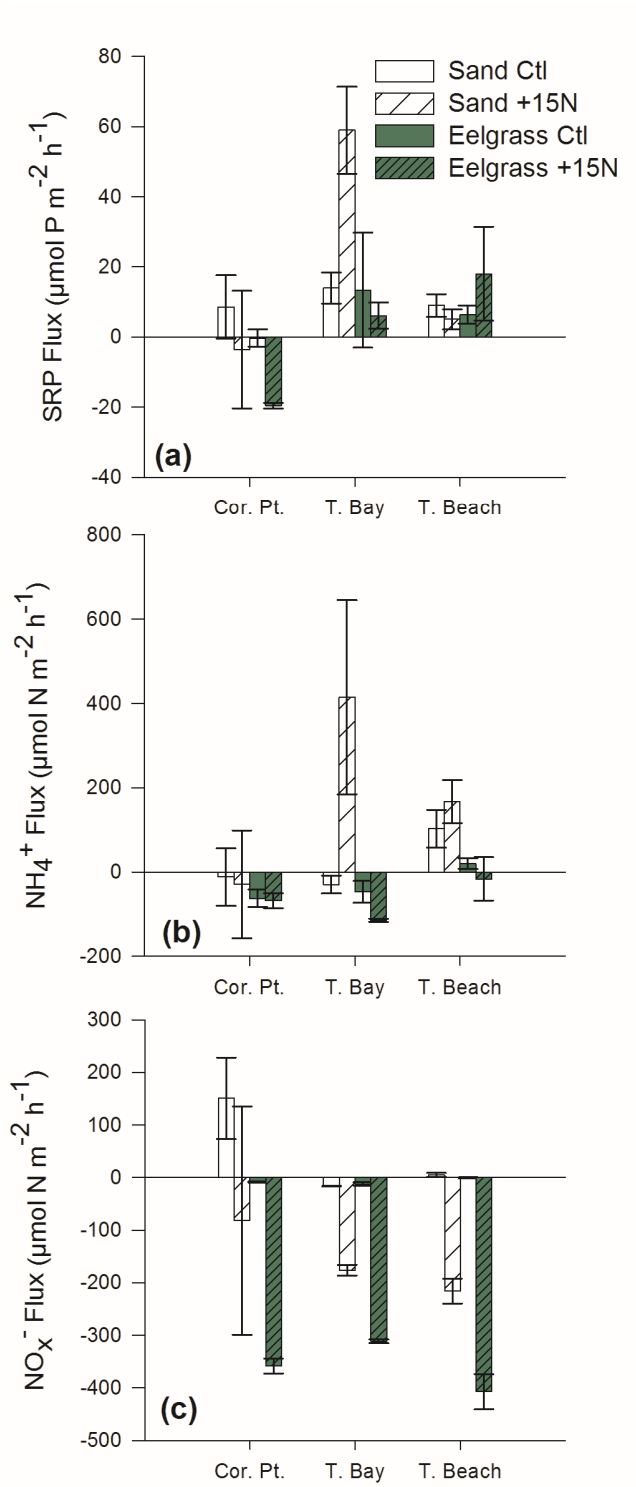 80
60
40
20
0
-20
-40
SRP Flux (µmol P m-2 h-1)
Sand Ctl
Sand +15N
Eelgrass Ctl
Eelgrass +15N
(a)
Cor. Pt. T. Bay T. Beach
800
600
400
200
0
-200
NH4+ Flux (µmol N m-2 h-1)
(b)
Cor. Pt. T. Bay T. Beach
300
200
100
0
-100
-200
-300
-400
-500
NOx- Flux (µmol N m-2 h-1)
(c)
Cor. Pt. T. Bay T. Beach